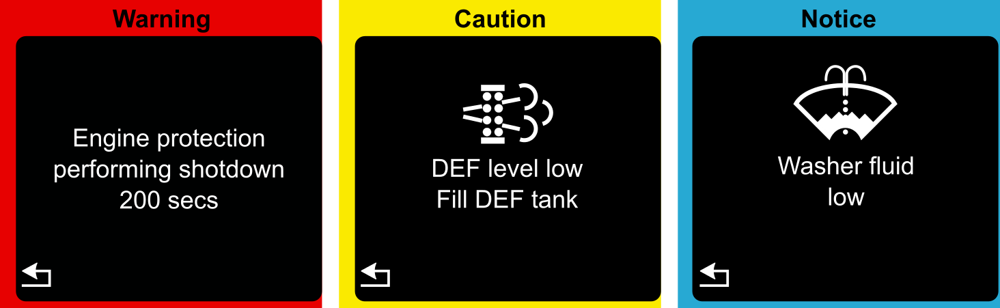 Warning
Engine protection
performing shotdown
200 secs
Caution
DEF level low
Fill DEF tank
Notice
Washer fluid
low